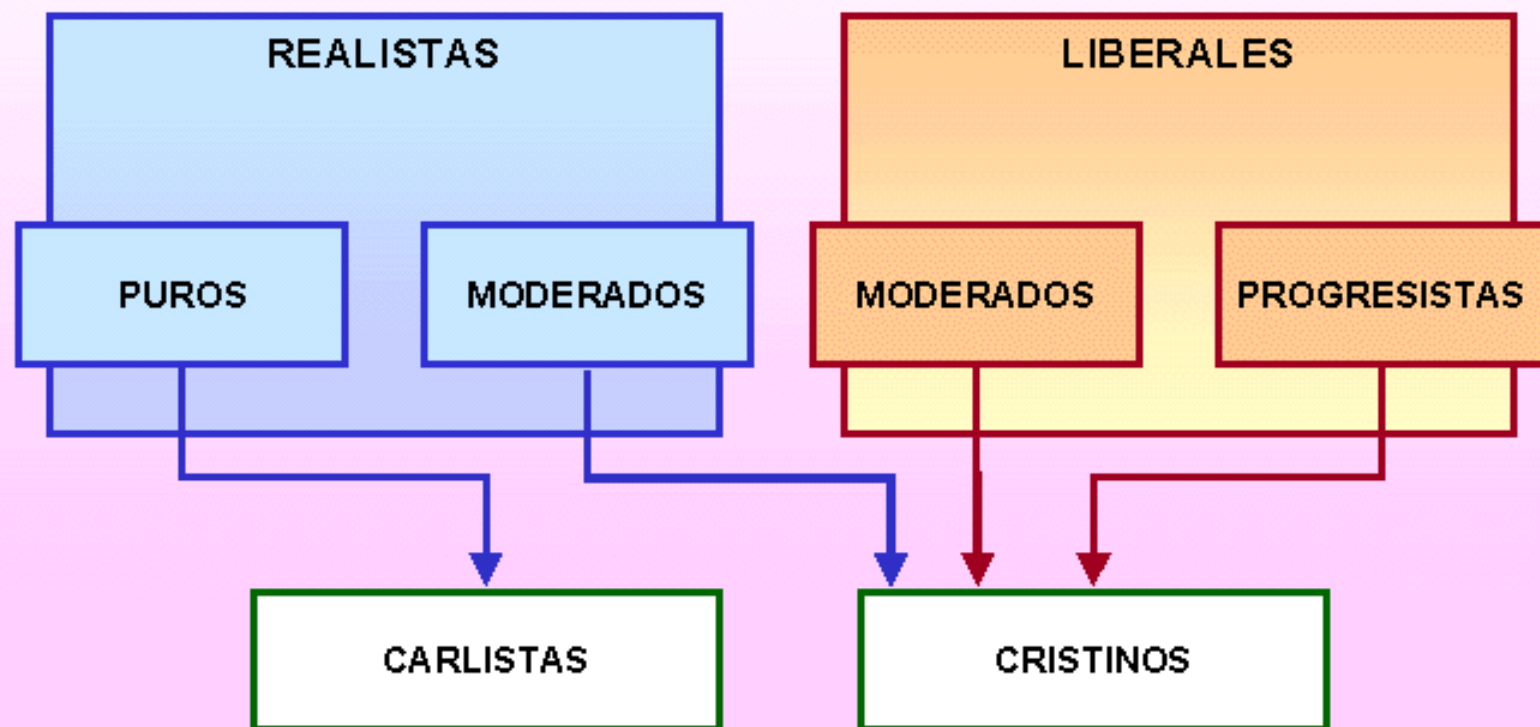 REALISTAS
LIBERALES
PUROS
MODERADOS
MODERADOS
PROGRESISTAS
CARLISTAS
CRISTINOS